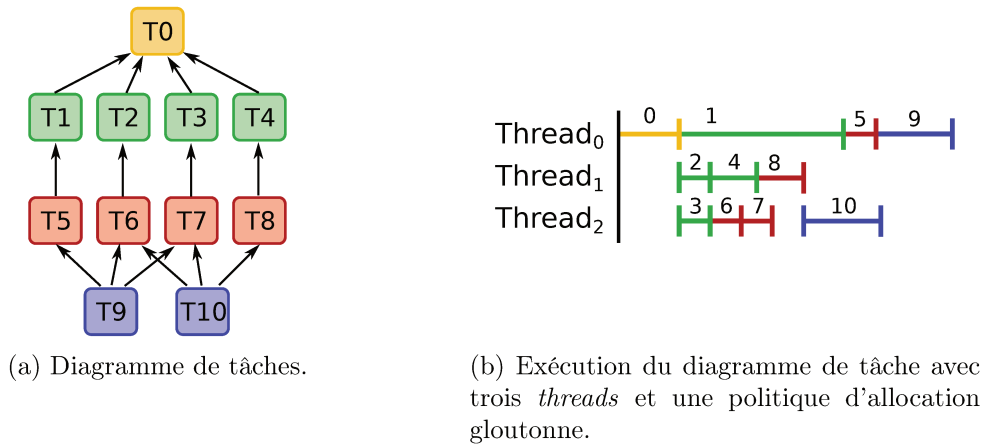 T0
T1 T2 T3 T4
T5 T6 T7 T8
T9 T10
(a) Diagramme de tâches.
0 1 5 9
Thread0
2 4 8
Thread1
3 6 7 10
Thread2
(b) Exécution du diagramme de tâche avec
trois threads et une politique d'allocation
gloutonne.